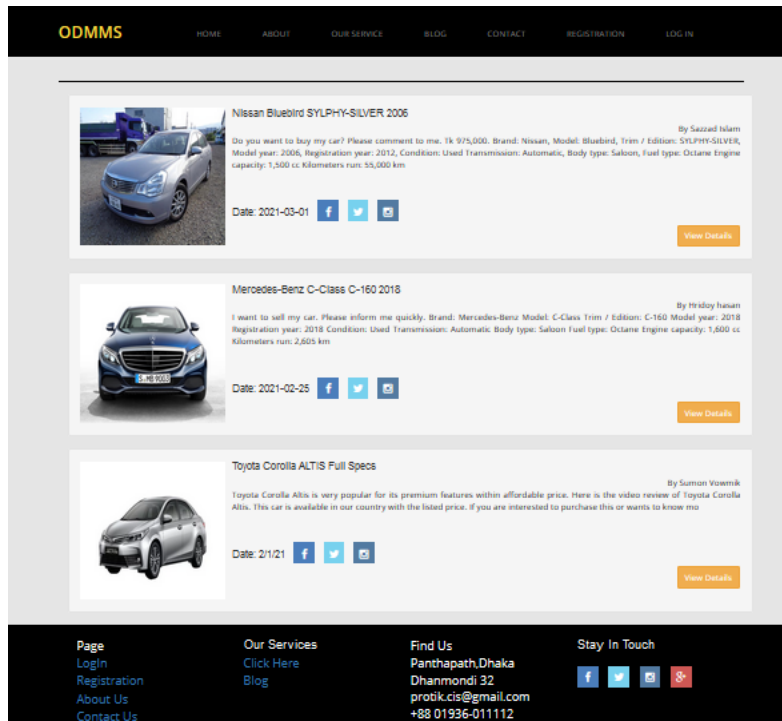 ODMMS HOME ABOUT OUR SERVICE BLOG CONTACT REGISTRATION LOG IN
Nissan Bluebird SYLPHY-SILVER 2006
By Sazzad Islam
Do you want to buy my car? Please comment to me. Tk 975,000. Brand: Nissan, Model: Bluebird, Trim / Edition: SYLPHY-SILVER,
Model year: 2006, Registration year: 2012, Condition: Used Transmission: Automatic, Body type: Saloon, Fuel type: Octane Engine
capacity: 1,500 cc Kilometers run: 55,000 km
Date: 2021-03-01
View Details
Mercedes-Benz C-Class C-160 2018
By Hridoy hasan
I want to sell my car. Please inform me quickly. Brand: Mercedes-Benz Model: C-Class Trim / Edition: C-160 Model year: 2018
Registration year: 2018 Condition: Used Transmission: Automatic Body type: Saloon Fuel type: Octane Engine capacity: 1,600 cc
Kilometers run: 2,605 km
S·MB 9003
Date: 2021-02-25
View Details
Toyota Corolla ALTIS Full Specs
By Sumon Vowmik
Toyota Corolla Altis is very popular for its premium features within affordable price. Here is the video review of Toyota Corolla
Altis. This car is available in our country with the listed price. If you are interested to purchase this or wants to know mo
Date: 2/1/21
View Details
Page
LogIn
Registration
About Us
Contact Us
Our Services
Click Here
Blog
Find Us
Panthapath,Dhaka
Dhanmondi 32
protik.cis@gmail.com
+88 01936-011112
Stay In Touch